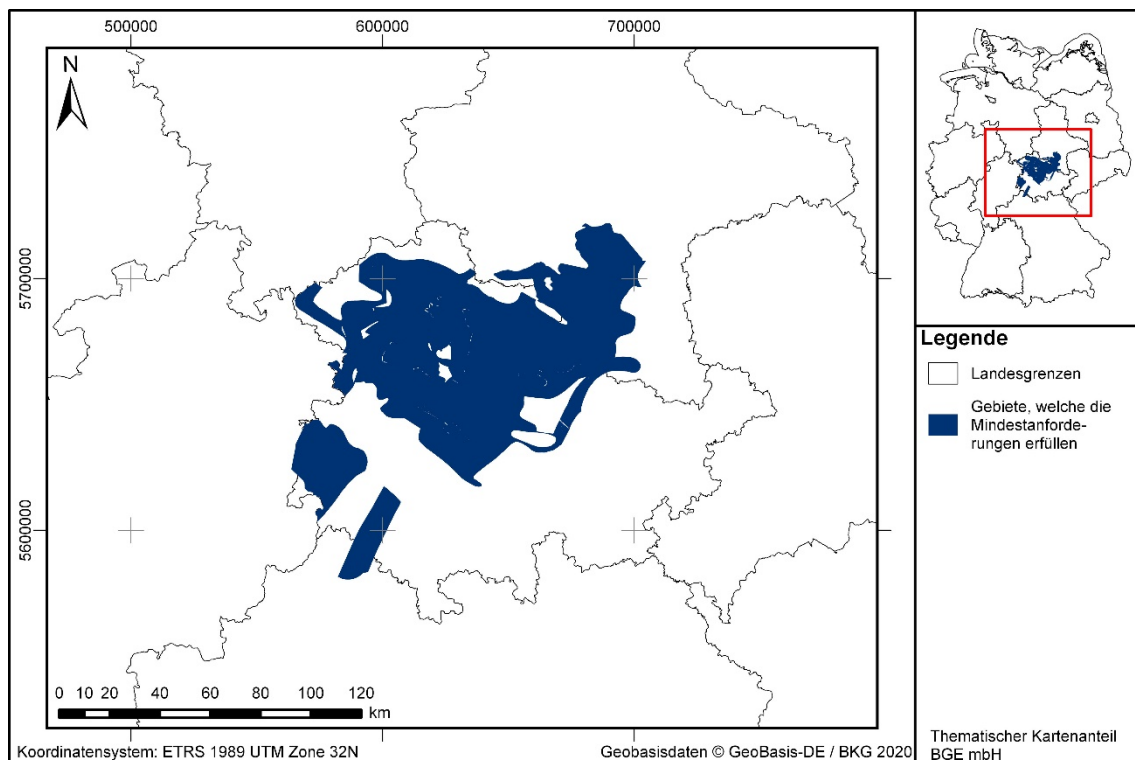 500000 600000 700000
N
5700000
5600000
0 10 20 40 60 80 100 120
km
Koordinatensystem: ETRS 1989 UTM Zone 32N
Geobasisdaten © GeoBasis-DE / BKG 2020
Legende
Landesgrenzen
Gebiete, welche die
Mindestanforde-
rungen erfüllen
Thematischer Kartenanteil
BGE mbH